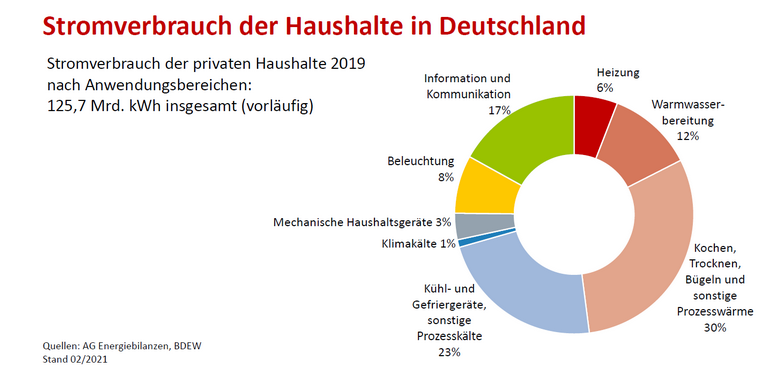 Stromverbrauch der Haushalte in Deutschland
Stromverbrauch der privaten Haushalte 2019
nach Anwendungsbereichen:
125,7 Mrd. kWh insgesamt (vorläufig)
Heizung
6%
Warmwasser-
bereitung
12%
Kochen,
Trocknen,
Bügeln und
sonstige
Prozesswärme
30%
Kühl- und
Gefriergeräte,
sonstige
Prozesskälte
23%
Klimakälte 1%
Mechanische Haushaltsgeräte 3%
Beleuchtung
8%
Information und
Kommunikation
17%
Quellen: AG Energiebilanzen, BDEW
Stand 02/2021